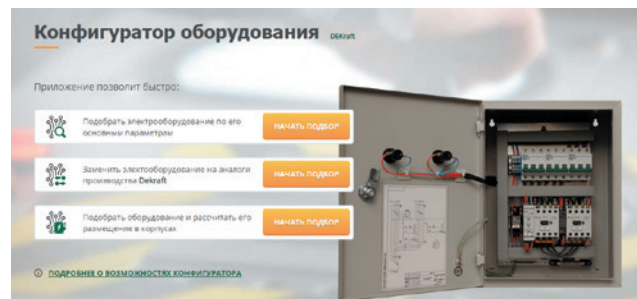 Конфигуратор оборудования DEKraft
Приложение позволит быстро:
Подобрать электрооборудование по его
основным параметрам
НАЧАТЬ ПОДБОР
Заменить электооборудование на аналоги
производства Dekraft
НАЧАТЬ ПОДБОР
Подобрать оборудование и рассчитать его
размещение в корпусах
НАЧАТЬ ПОДБОР
ПОДРОБНЕЕ О ВОЗМОЖНОСТЯХ КОНФИГУРАТОРА